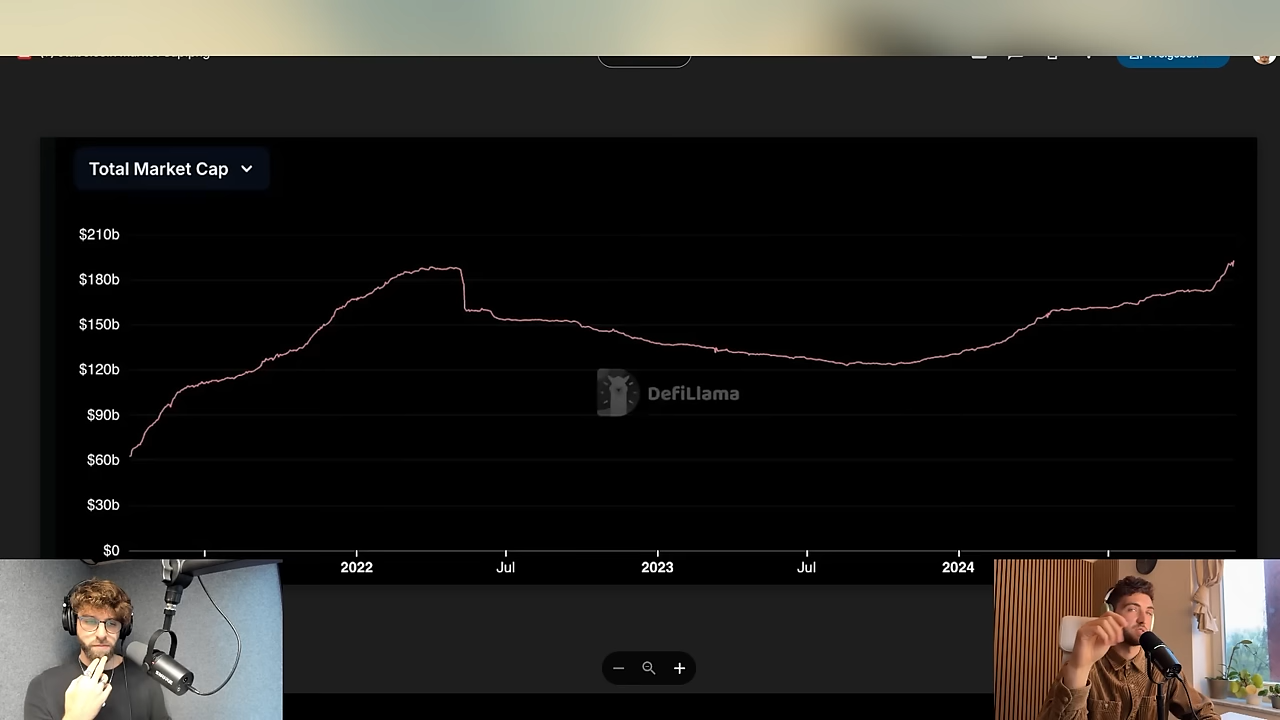 Total Market Cap
$210b
$180b
$150b
$120b
$90b
$60b
$30b
$0
DefiLlama
2022
Jul
2023
Jul
2024